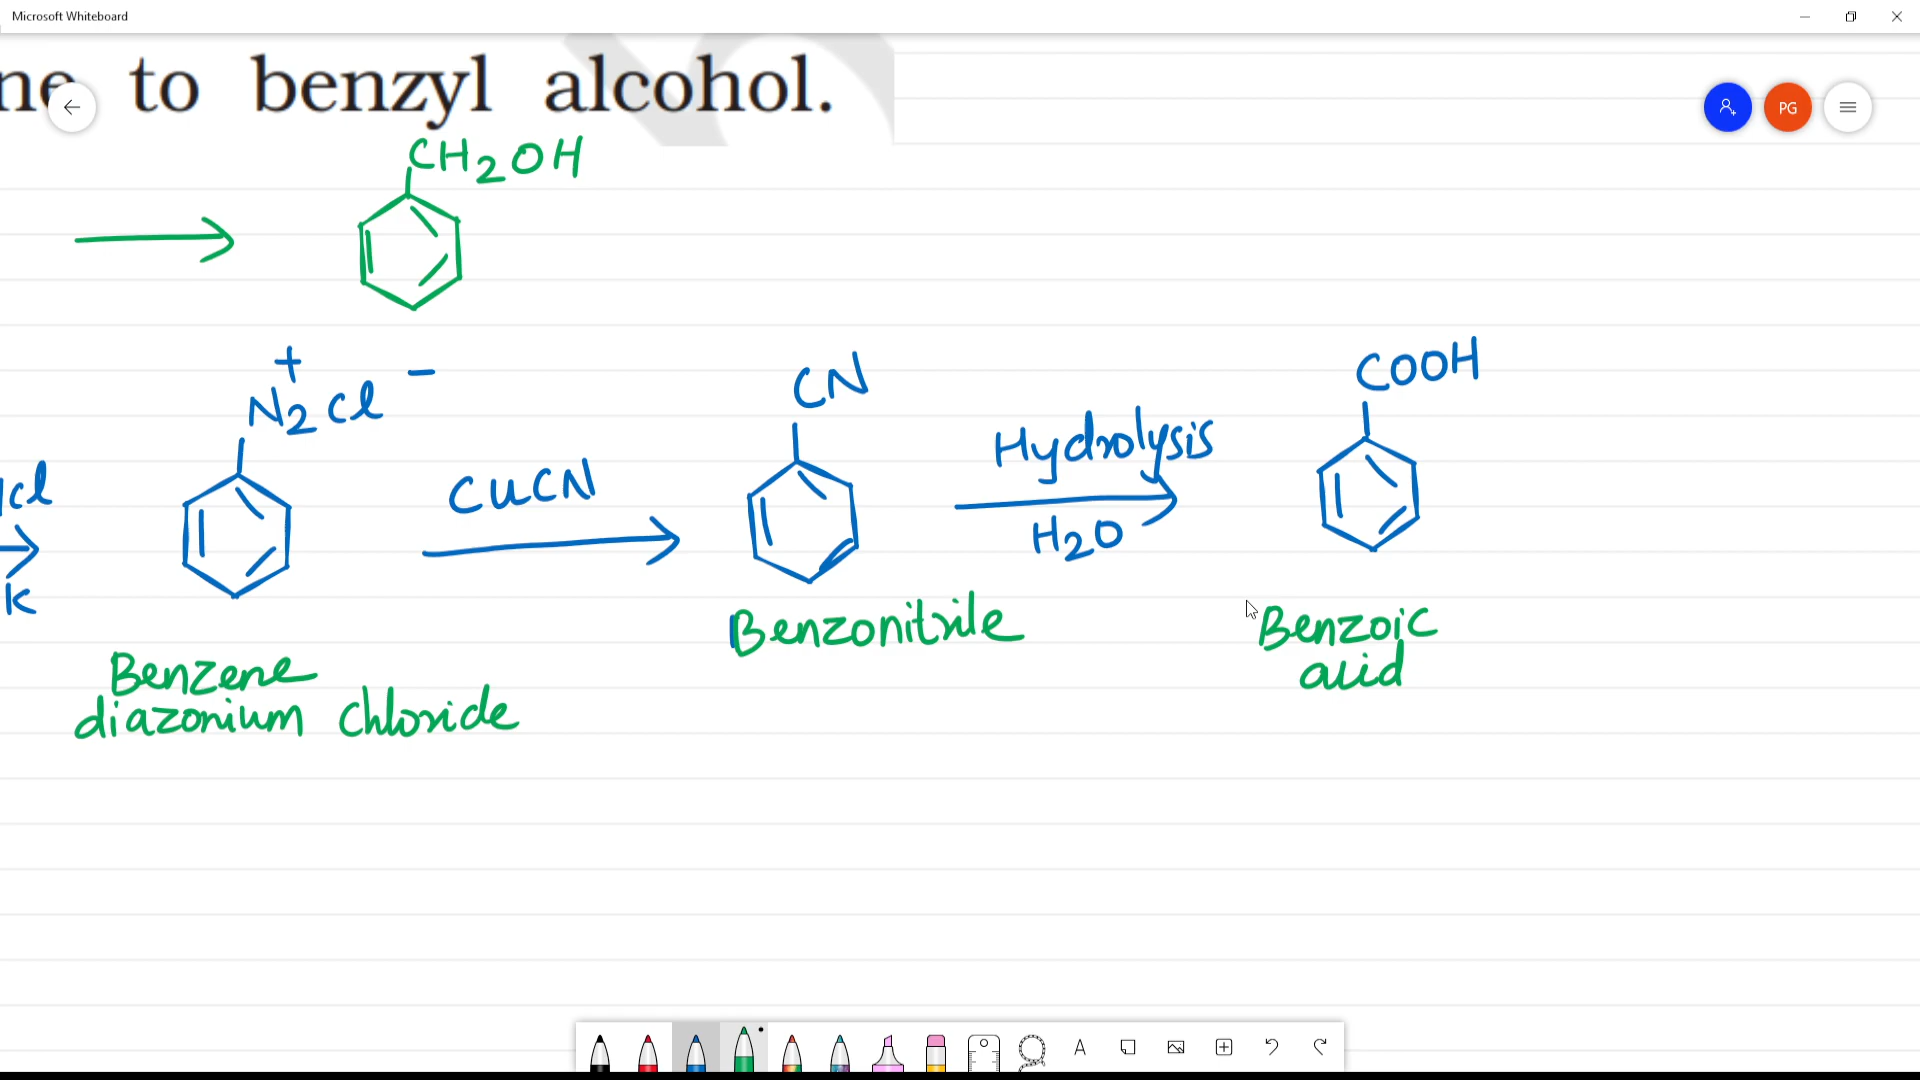 Microsoft Whiteboard
ne to benzyl alcohol.
PG
CH2OH
+
N2Cl -
CN
COOH
cl
CuCN
Hydrolysis
H2O
K
Benzonitrile
Benzoic
acid
Benzene
diazonium chloride
A